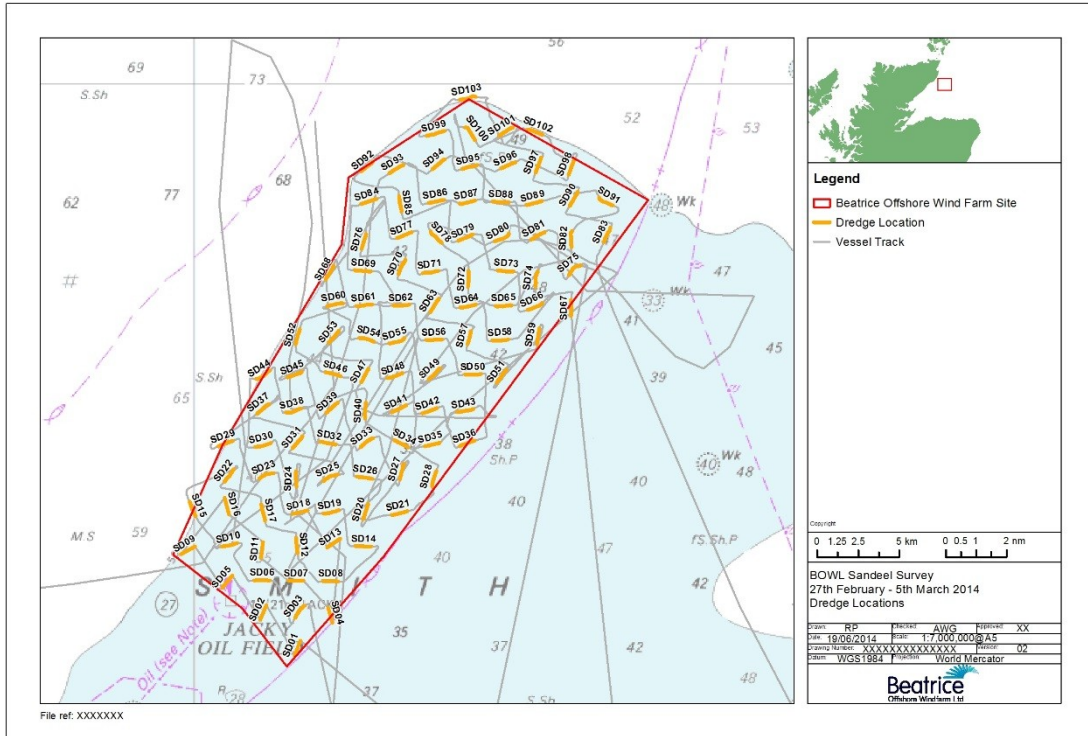 56
69
S.Sh
73
52
53
SD103
SD99
SD100
SD101
SD102
49
68
SD92
SD93
SD94
SD95
SD96
SD97
SD98
77
62
SD84
SD85
SD86
SD87
SD88
SD89
SD90
SD91
48
Wk
SD76
SD77
SD78
SD79
SD80
SD81
SD82
SD83
SD68
SD69
SD70
SD71
SD72
SD73
SD74
SD75
47
#
48
SD60
SD61
SD62
SD63
SD64
SD65
SD66
SD67
33
Wk
41
SD52
SD53
SD54
SD55
SD56
SD57
SD58
SD59
45
42
SD44
SD45
SD46
SD47
SD48
SD49
SD50
SD51
39
S.Sh
65
SD37
SD38
SD39
SD40
SD41
SD42
SD43
SD29
SD30
SD31
SD32
SD33
SD34
SD35
SD36
38
Sh.P
40
Wk
48
SD22
SD23
SD24
SD25
SD26
SD27
SD28
40
40
SD15
SD16
SD17
SD18
SD19
SD20
SD21
59
M.S
SD09
SD10
SD11
SD12
SD13
SD14
40
47
fS.Sh.P
SD05
SD06
SD07
SD08
42
S M I T H
27
SD02
SD03
SD04
JACKY
OIL FIELD
35
37
SD01
Oil (see Note)
37
48
28
S.Sh
File ref: XXXXXXX
Legend
Beatrice Offshore Wind Farm Site
Dredge Location
Vessel Track
Copyright
0 1.25 2.5 5 km
0 0.5 1 2 nm
BOWL Sandeel Survey
27th February - 5th March 2014
Dredge Locations
Drawn: RP Checked: AWG Approved: XX
Date: 19/06/2014 Scale: 1:7,000,000@A5
Drawing Number: XXXXXXXXXXXXXX Version: 02
Datum: WGS1984 Projection: World Mercator
Beatrice
Offshore Windfarm Ltd